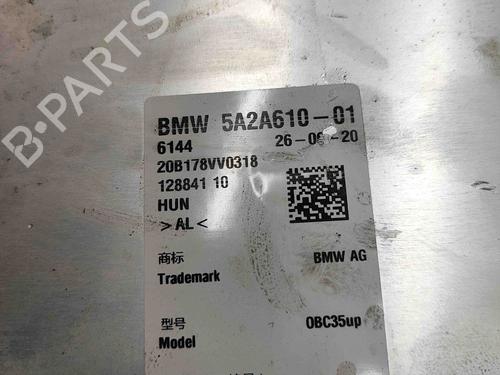 B-PARTS
BMW 5A2A610-01
6144 26-06-20
20B178VV0318
128841 10
HUN
>AL<
商标
Trademark BMW AG
型号
Model OBC35up